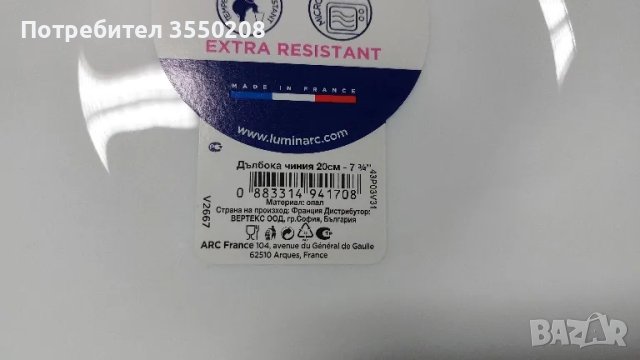 Потребител 3550208
EXTRA RESISTANT
MADE IN FRANCE
www.luminarc.com
Дълбока чиния 20см - 7 ¾"
0 883314 941708
43P03V31
V2667
Материал: опал
Страна на произход: Франция Дистрибутор:
ВЕРТЕКС ООД, гр.София, България
ARC France 104, avenue du Général de Gaulle
62510 Arques, France
BAZAR